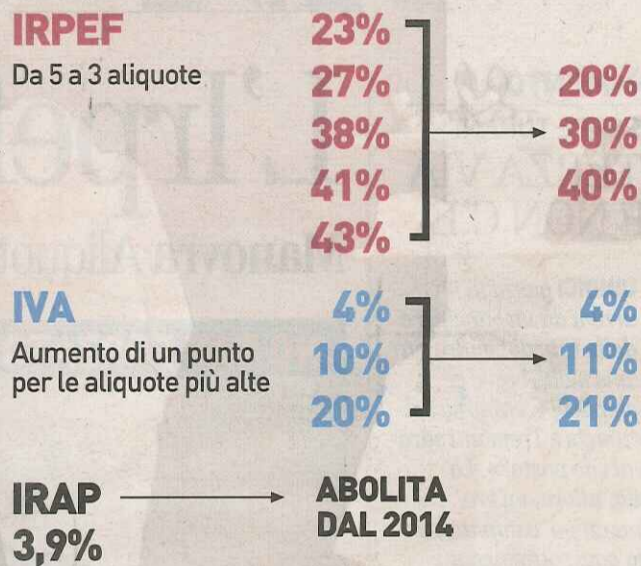 IRPEF
Da 5 a 3 aliquote
23%
27%
38%
41%
43%
20%
30%
40%
IVA
Aumento di un punto
per le aliquote più alte
4%
10%
20%
4%
11%
21%
IRAP
3,9%
ABOLITA
DAL 2014